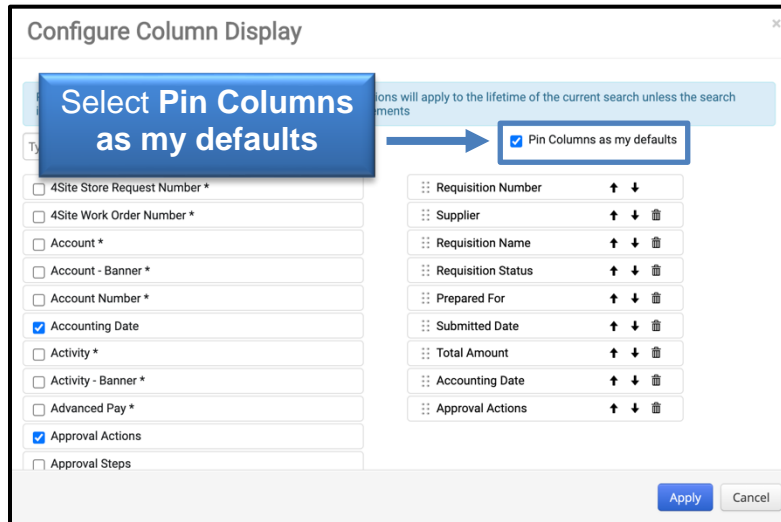 Configure Column Display
×
ions will apply to the lifetime of the current search unless the search
ements
Select Pin Columns
as my defaults
Pin Columns as my defaults
4Site Store Request Number *
4Site Work Order Number *
Account *
Account - Banner *
Account Number *
Accounting Date
Activity *
Activity - Banner *
Advanced Pay *
Approval Actions
Approval Steps
Requisition Number
Supplier
Requisition Name
Requisition Status
Prepared For
Submitted Date
Total Amount
Accounting Date
Approval Actions
Apply
Cancel